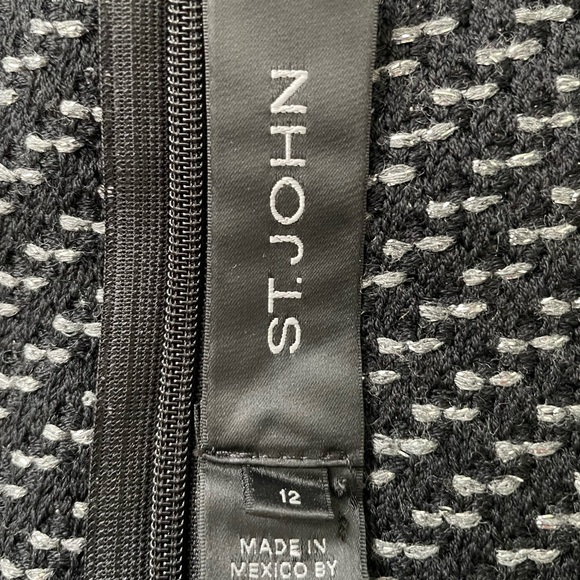 ST. JOHN
12
MADE IN
MEXICO BY